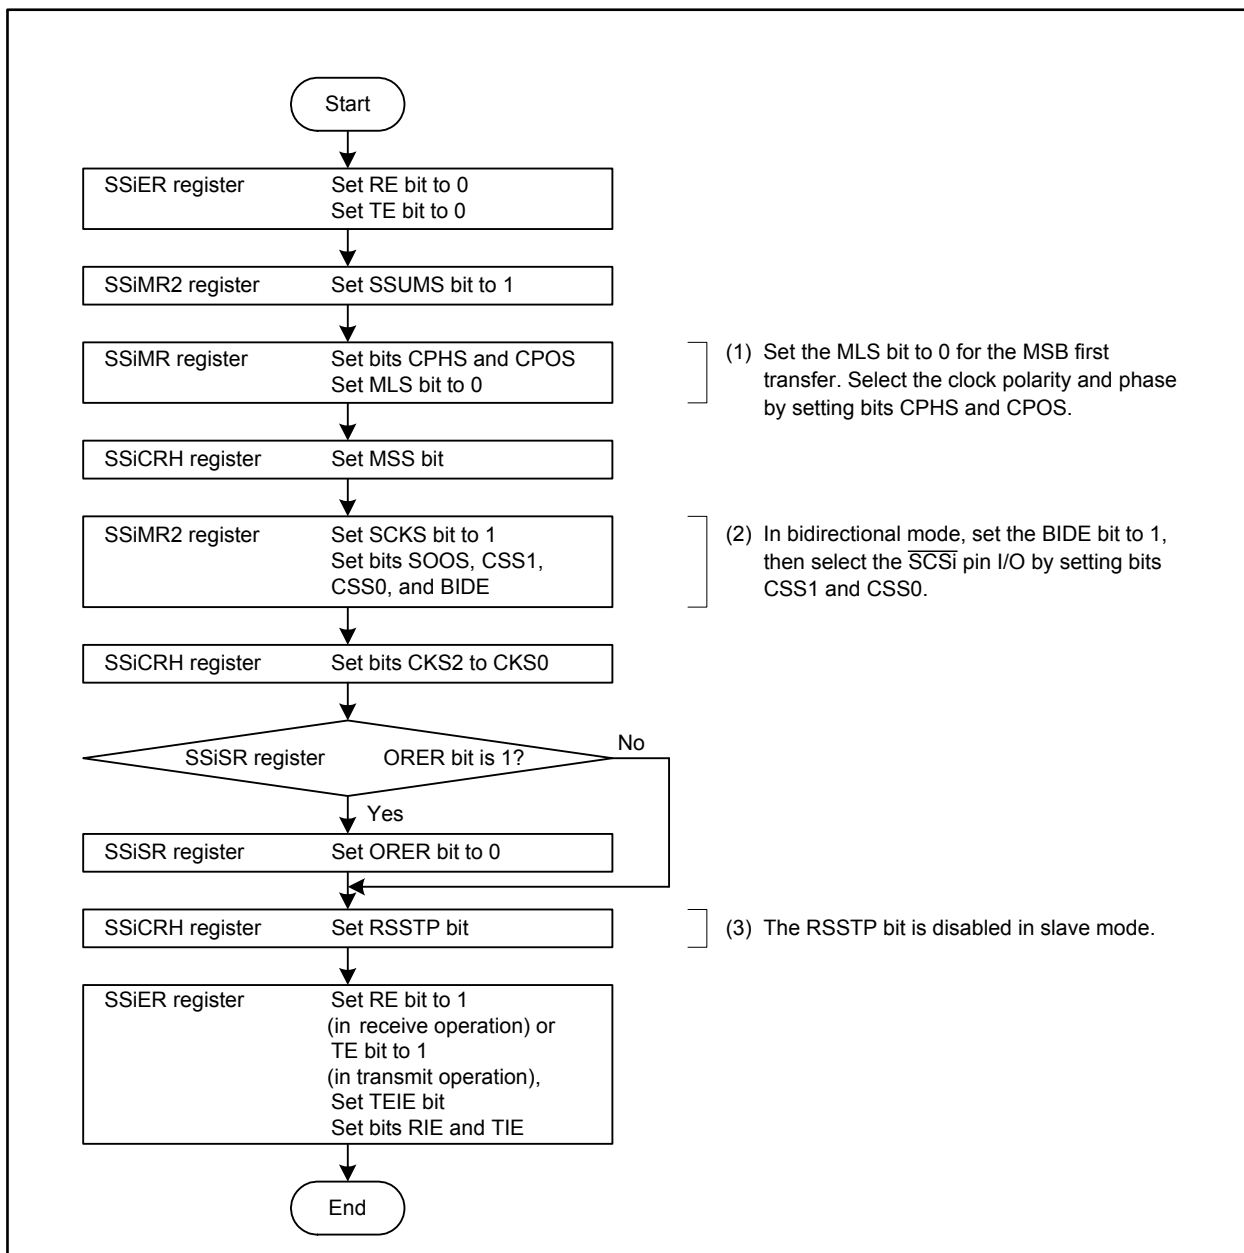 Start
SSiER register Set RE bit to 0
Set TE bit to 0
SSiMR2 register Set SSUMS bit to 1
SSiMR register Set bits CPHS and CPOS
Set MLS bit to 0
(1) Set the MLS bit to 0 for the MSB first
transfer. Select the clock polarity and phase
by setting bits CPHS and CPOS.
SSiCRH register Set MSS bit
SSiMR2 register Set SCKS bit to 1
Set bits SOOS, CSS1,
CSS0, and BIDE
(2) In bidirectional mode, set the BIDE bit to 1,
then select the SCSi pin I/O by setting bits
CSS1 and CSS0.
SSiCRH register Set bits CKS2 to CKS0
SSiSR register ORER bit is 1?
No
Yes
SSiSR register Set ORER bit to 0
SSiCRH register Set RSSTP bit
(3) The RSSTP bit is disabled in slave mode.
SSiER register Set RE bit to 1
(in receive operation) or
TE bit to 1
(in transmit operation),
Set TEIE bit
Set bits RIE and TIE
End